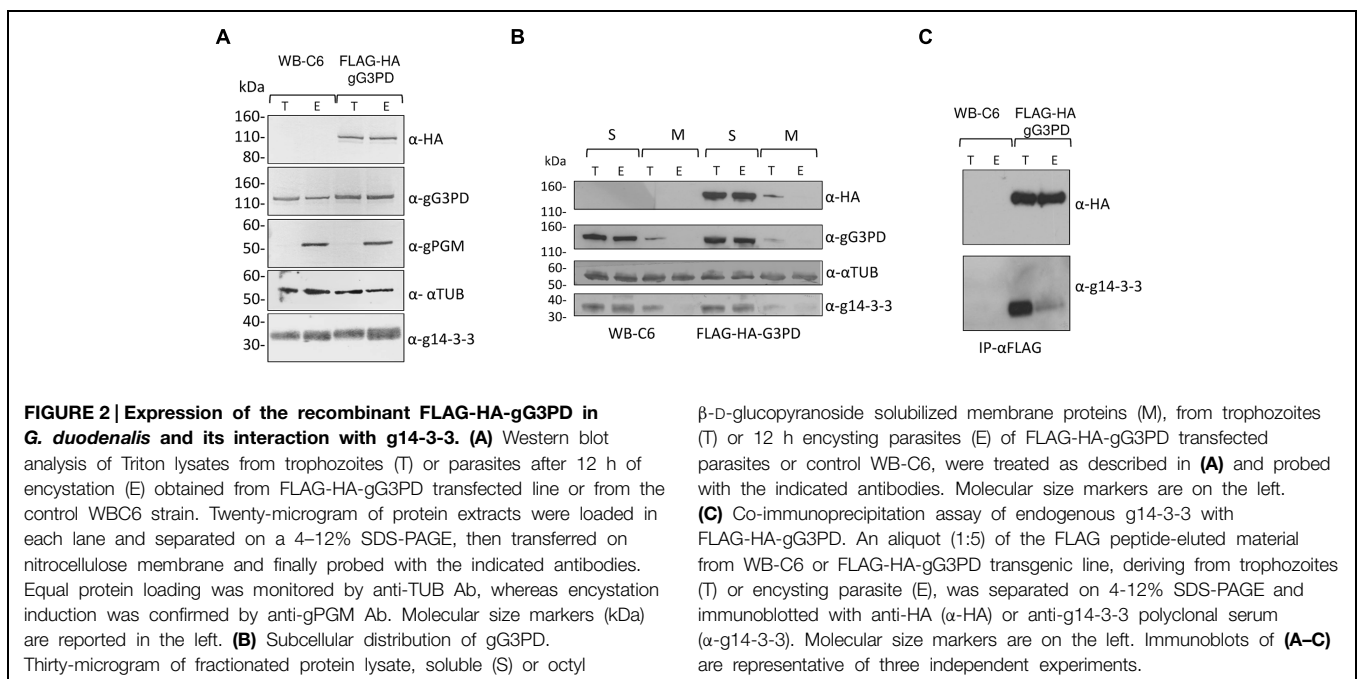 A
WB-C6 FLAG-HA
gG3PD
kDa
T E T E
160-
110-
80-
α-HA
160-
110-
α-gG3PD
60-
50-
α-gPGM
60-
50-
α- αTUB
40-
30-
α-g14-3-3
B
S M S M
kDa
T E T E T E T E
160-
110-
α-HA
160-
110-
α-gG3PD
60-
50-
α-αTUB
40-
30-
α-g14-3-3
WB-C6 FLAG-HA-G3PD
C
WB-C6 FLAG-HA
gG3PD
T E T E
α-HA
α-g14-3-3
IP-αFLAG
FIGURE 2 | Expression of the recombinant FLAG-HA-gG3PD in
G. duodenalis and its interaction with g14-3-3. (A) Western blot
analysis of Triton lysates from trophozoites (T) or parasites after 12 h of
encystation (E) obtained from FLAG-HA-gG3PD transfected line or from the
control WBC6 strain. Twenty-microgram of protein extracts were loaded in
each lane and separated on a 4–12% SDS-PAGE, then transferred on
nitrocellulose membrane and finally probed with the indicated antibodies.
Equal protein loading was monitored by anti-TUB Ab, whereas encystation
induction was confirmed by anti-gPGM Ab. Molecular size markers (kDa)
are reported in the left. (B) Subcellular distribution of gG3PD.
Thirty-microgram of fractionated protein lysate, soluble (S) or octyl
β-D-glucopyranoside solubilized membrane proteins (M), from trophozoites
(T) or 12 h encysting parasites (E) of FLAG-HA-gG3PD transfected
parasites or control WB-C6, were treated as described in (A) and probed
with the indicated antibodies. Molecular size markers are on the left.
(C) Co-immunoprecipitation assay of endogenous g14-3-3 with
FLAG-HA-gG3PD. An aliquot (1:5) of the FLAG peptide-eluted material
from WB-C6 or FLAG-HA-gG3PD transgenic line, deriving from trophozoites
(T) or encysting parasite (E), was separated on 4-12% SDS-PAGE and
immunoblotted with anti-HA (α-HA) or anti-g14-3-3 polyclonal serum
(α-g14-3-3). Molecular size markers are on the left. Immunoblots of (A–C)
are representative of three independent experiments.